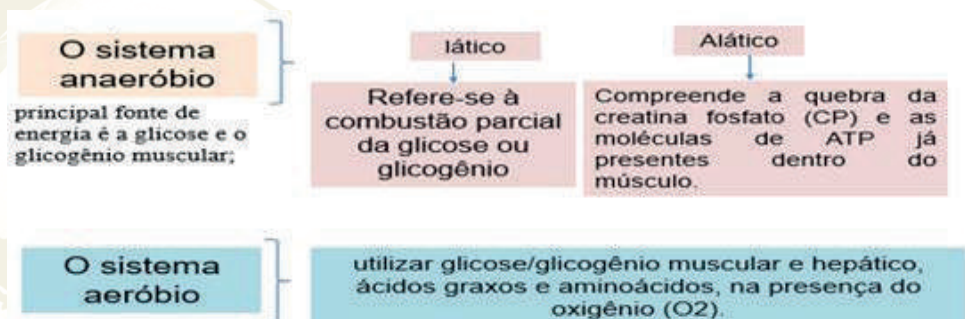 O sistema
anaeróbio
principal fonte de
energia é a glicose e o
glicogênio muscular;
lático
Refere-se à
combustão parcial
da glicose ou
glicogênio
Alático
Compreende a quebra da
creatina fosfato (CP) e as
moléculas de ATP já
presentes dentro do
músculo.
O sistema
aeróbio
utilizar glicose/glicogênio muscular e hepático,
ácidos graxos e aminoácidos, na presença do
oxigênio (O2).